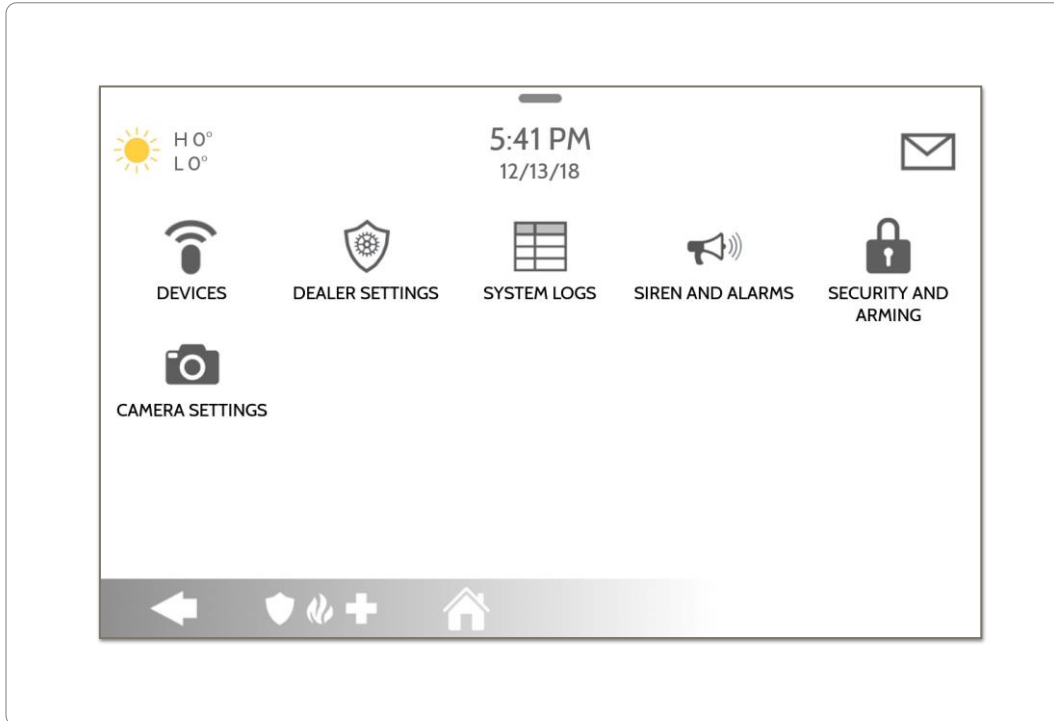 H 0°
L 0°
5:41 PM
12/13/18
DEVICES
DEALER SETTINGS
SYSTEM LOGS
SIREN AND ALARMS
SECURITY AND
ARMING
CAMERA SETTINGS